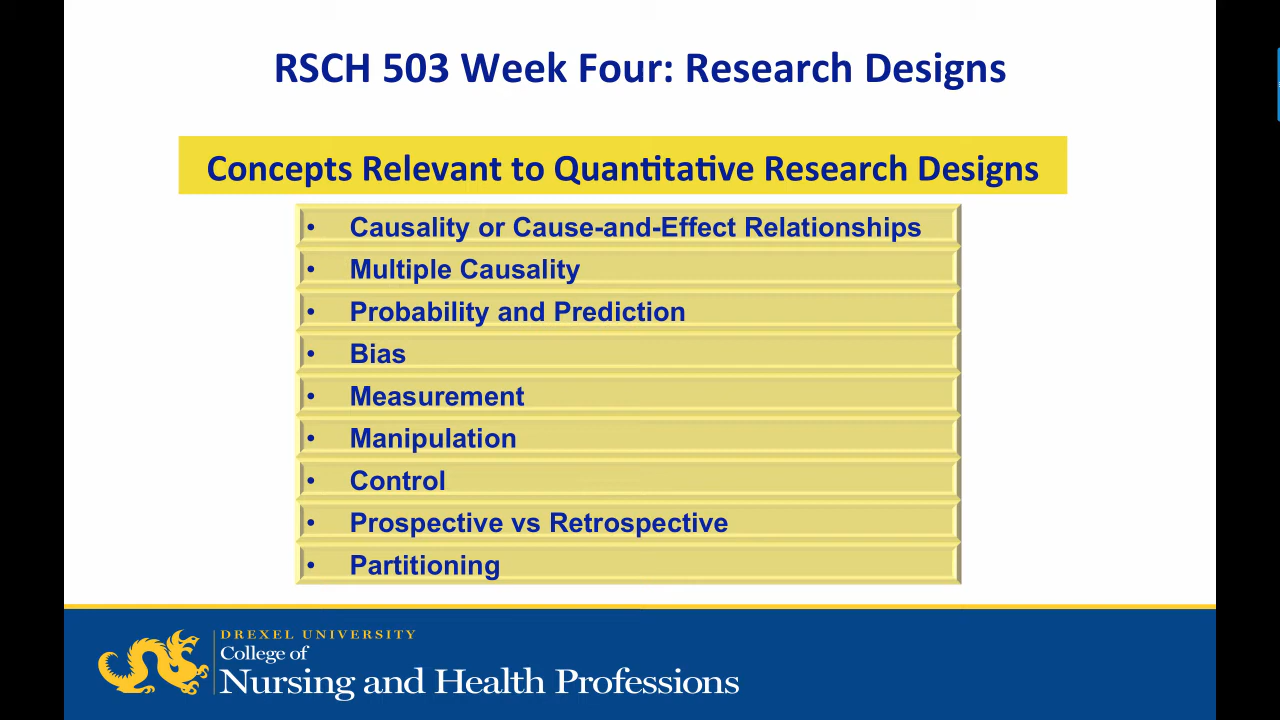 RSCH 503 Week Four: Research Designs
Concepts Relevant to Quantitative Research Designs
• Causality or Cause-and-Effect Relationships
• Multiple Causality
• Probability and Prediction
• Bias
• Measurement
• Manipulation
• Control
• Prospective vs Retrospective
• Partitioning
DREXEL UNIVERSITY
College of
Nursing and Health Professions